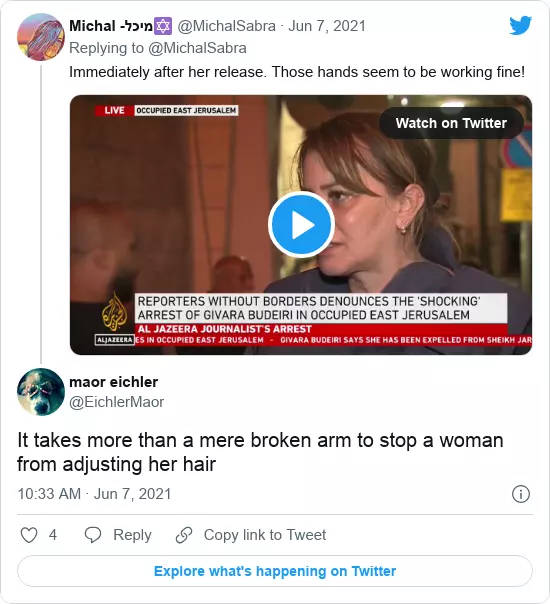 Michal -מיכל✡ @MichalSabra · Jun 7, 2021
Replying to @MichalSabra
Immediately after her release. Those hands seem to be working fine!
LIVE OCCUPIED EAST JERUSALEM
Watch on Twitter
REPORTERS WITHOUT BORDERS DENOUNCES THE 'SHOCKING'
ARREST OF GIVARA BUDEIRI IN OCCUPIED EAST JERUSALEM
AL JAZEERA JOURNALIST'S ARREST
ALJAZEERA ES IN OCCUPIED EAST JERUSALEM - GIVARA BUDEIRI SAYS SHE HAS BEEN EXPELLED FROM SHEIKH JAR
maor eichler
@EichlerMaor
It takes more than a mere broken arm to stop a woman
from adjusting her hair
10:33 AM · Jun 7, 2021
4 Reply Copy link to Tweet
Explore what's happening on Twitter